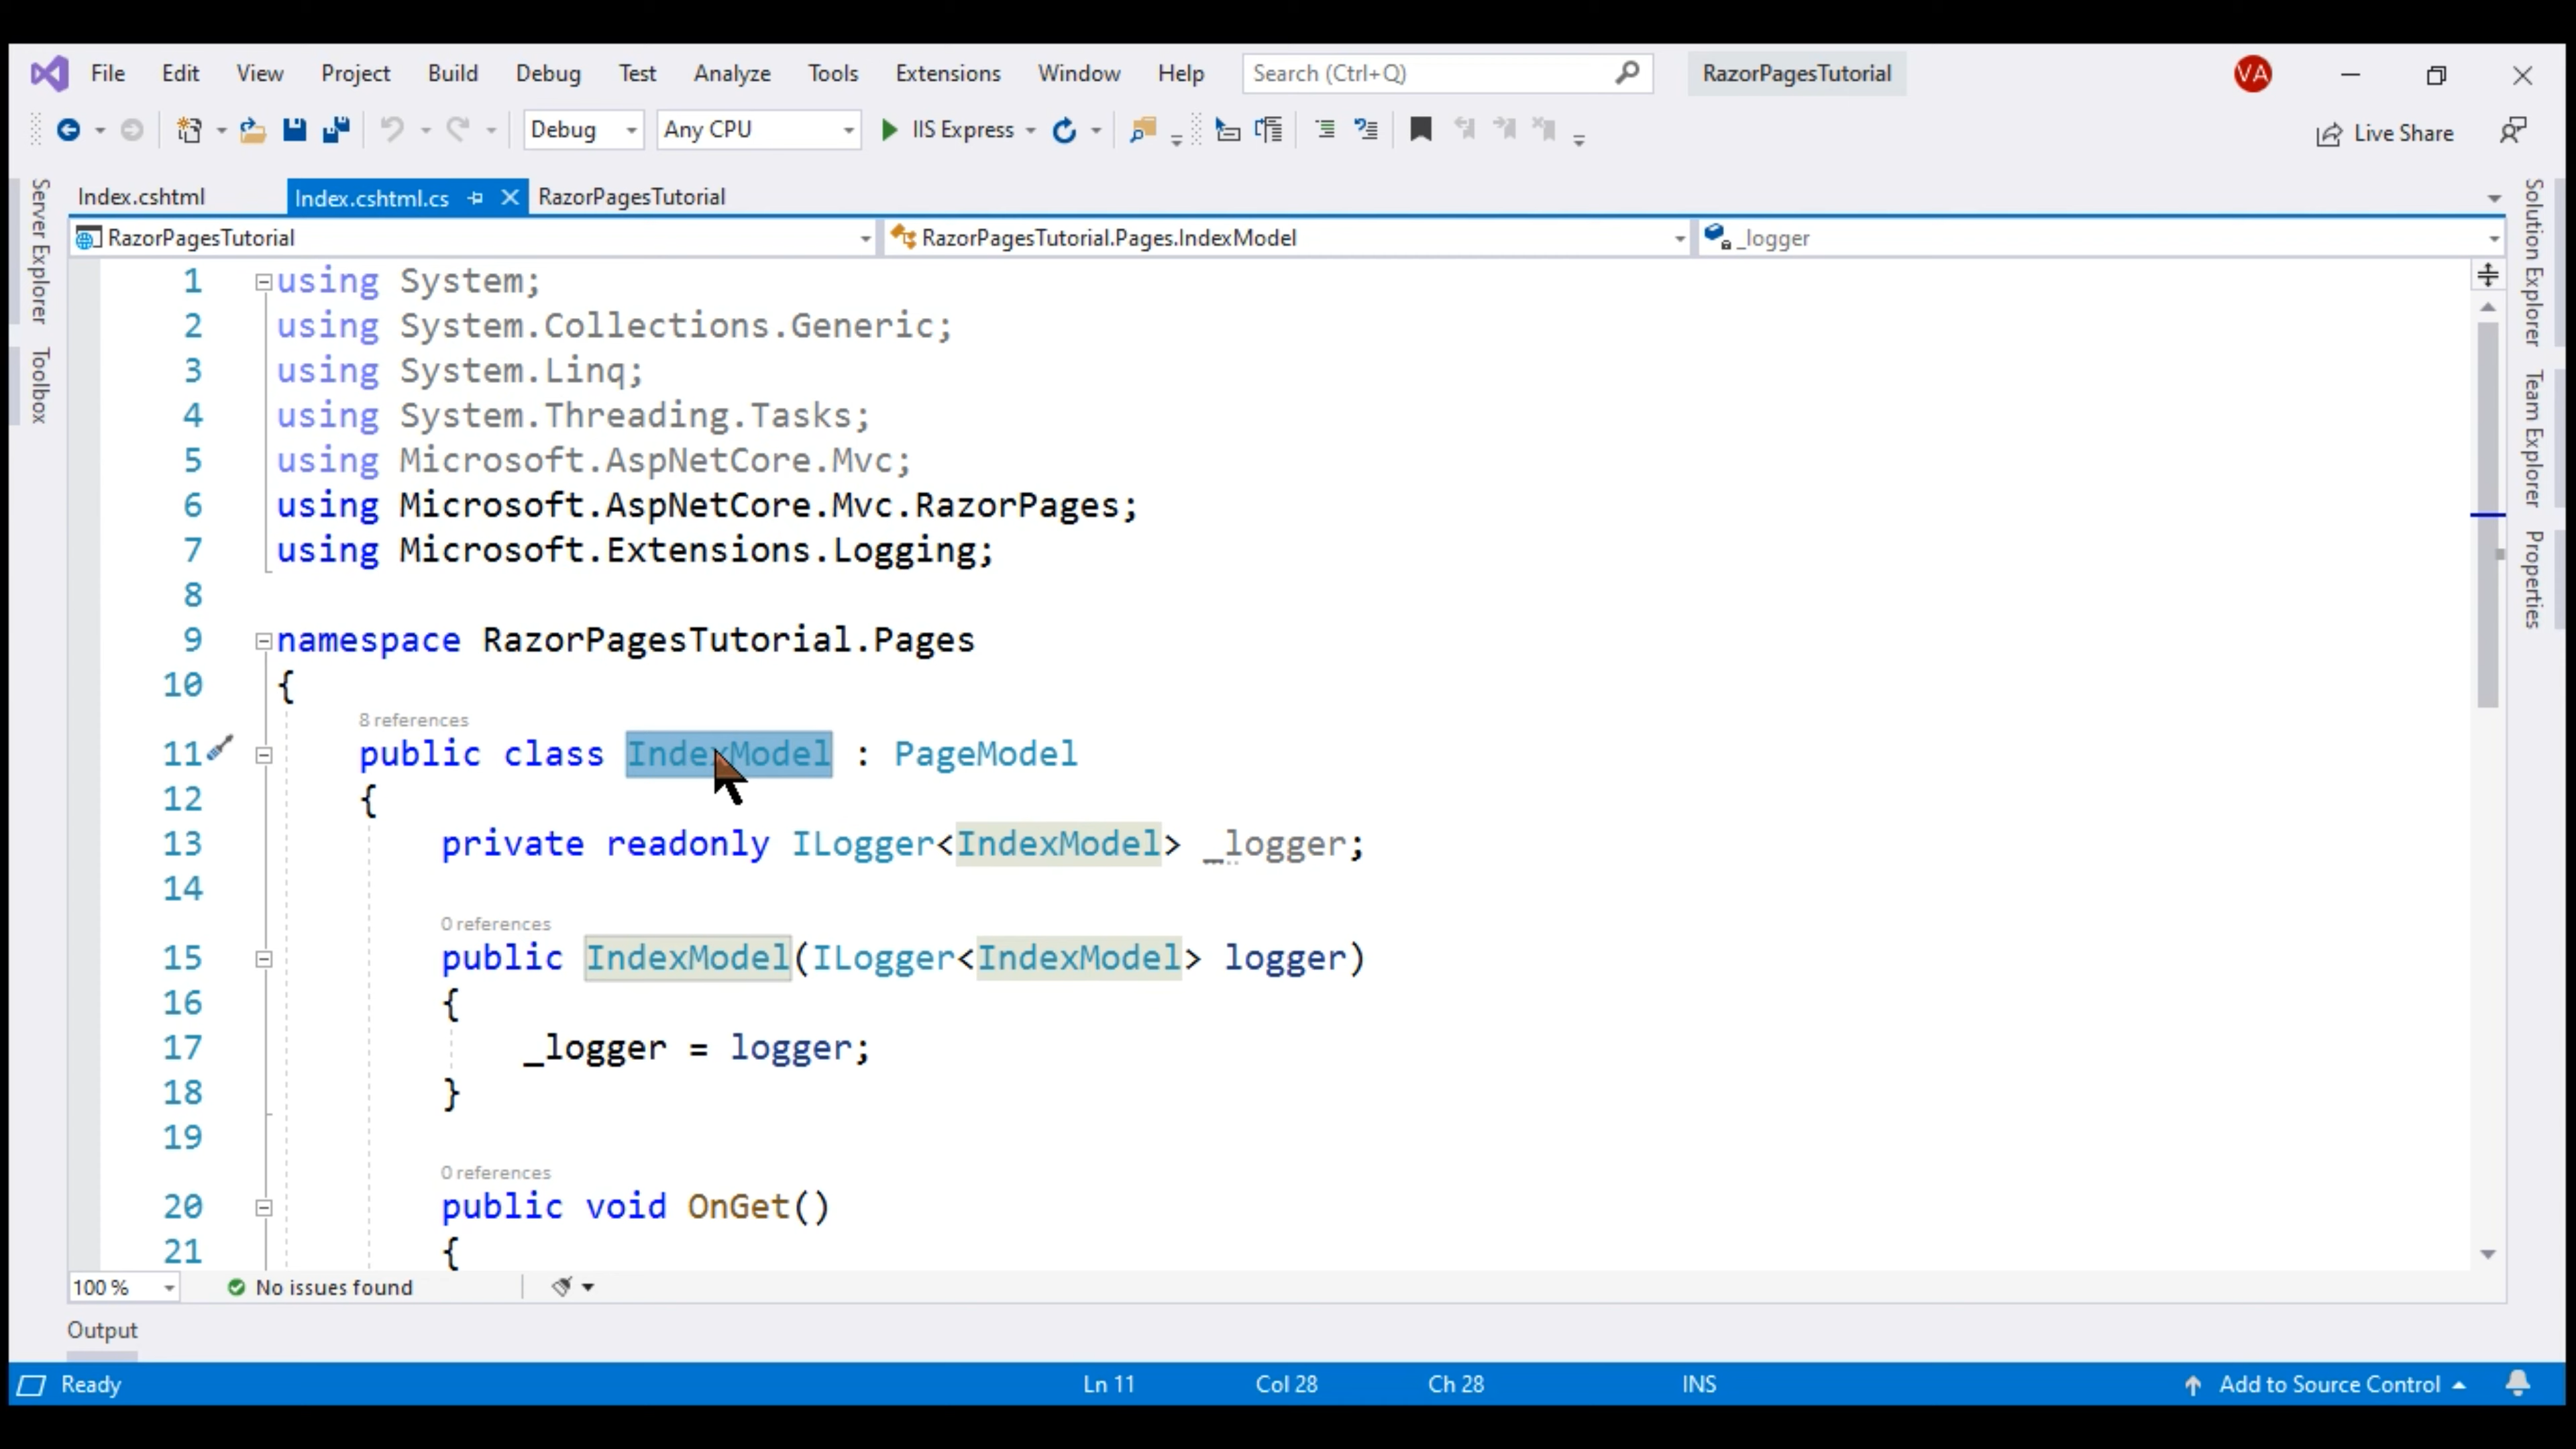 File Edit View Project Build Debug Test Analyze Tools Extensions Window Help Search (Ctrl+Q) RazorPagesTutorial VA
Debug Any CPU IIS Express Live Share
Index.cshtml Index.cshtml.cs RazorPagesTutorial
RazorPagesTutorial RazorPagesTutorial.Pages.IndexModel _logger
Server Explorer
Toolbox
1 using System;
2 using System.Collections.Generic;
3 using System.Linq;
4 using System.Threading.Tasks;
5 using Microsoft.AspNetCore.Mvc;
6 using Microsoft.AspNetCore.Mvc.RazorPages;
7 using Microsoft.Extensions.Logging;
8
9 namespace RazorPagesTutorial.Pages
10 {
8 references
11 public class IndexModel : PageModel
12 {
13 private readonly ILogger<IndexModel> _logger;
14
0 references
15 public IndexModel(ILogger<IndexModel> logger)
16 {
17 _logger = logger;
18 }
19
0 references
20 public void OnGet()
21 {
Solution Explorer
Team Explorer
Properties
100 % No issues found
Output
Ready Ln 11 Col 28 Ch 28 INS Add to Source Control